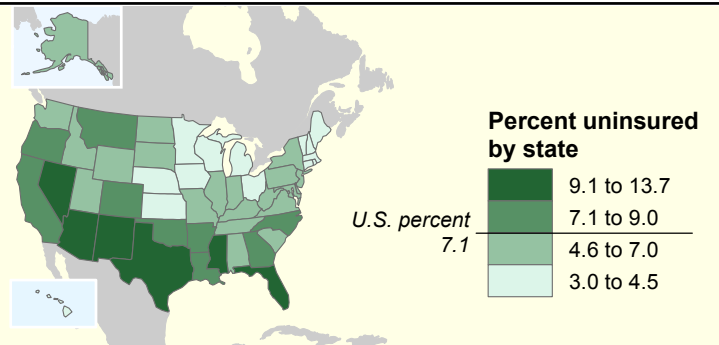 Percent uninsured
by state
9.1 to 13.7
7.1 to 9.0
U.S. percent
7.1
4.6 to 7.0
3.0 to 4.5